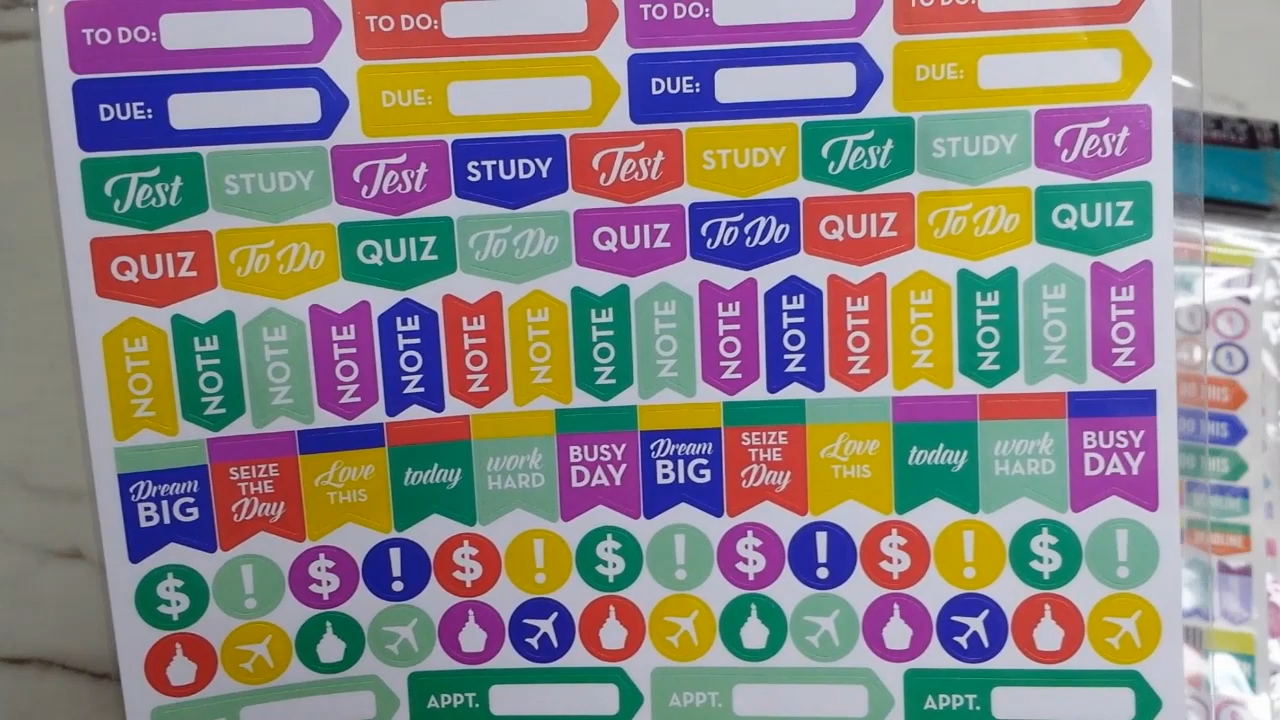 TO DO: TO DO: TO DO: TO DO:
DUE: DUE: DUE: DUE:
Test STUDY Test STUDY Test STUDY Test STUDY Test
QUIZ To Do QUIZ To Do QUIZ To Do QUIZ To Do QUIZ
NOTE NOTE NOTE NOTE NOTE NOTE NOTE NOTE NOTE NOTE NOTE NOTE NOTE NOTE NOTE NOTE
Dream BIG SEIZE THE Day Love THIS today work HARD BUSY DAY Dream BIG SEIZE THE Day Love THIS today work HARD BUSY DAY
$ ! $ ! $ ! $ ! $ ! $ ! $ !
APPT. APPT. APPT.